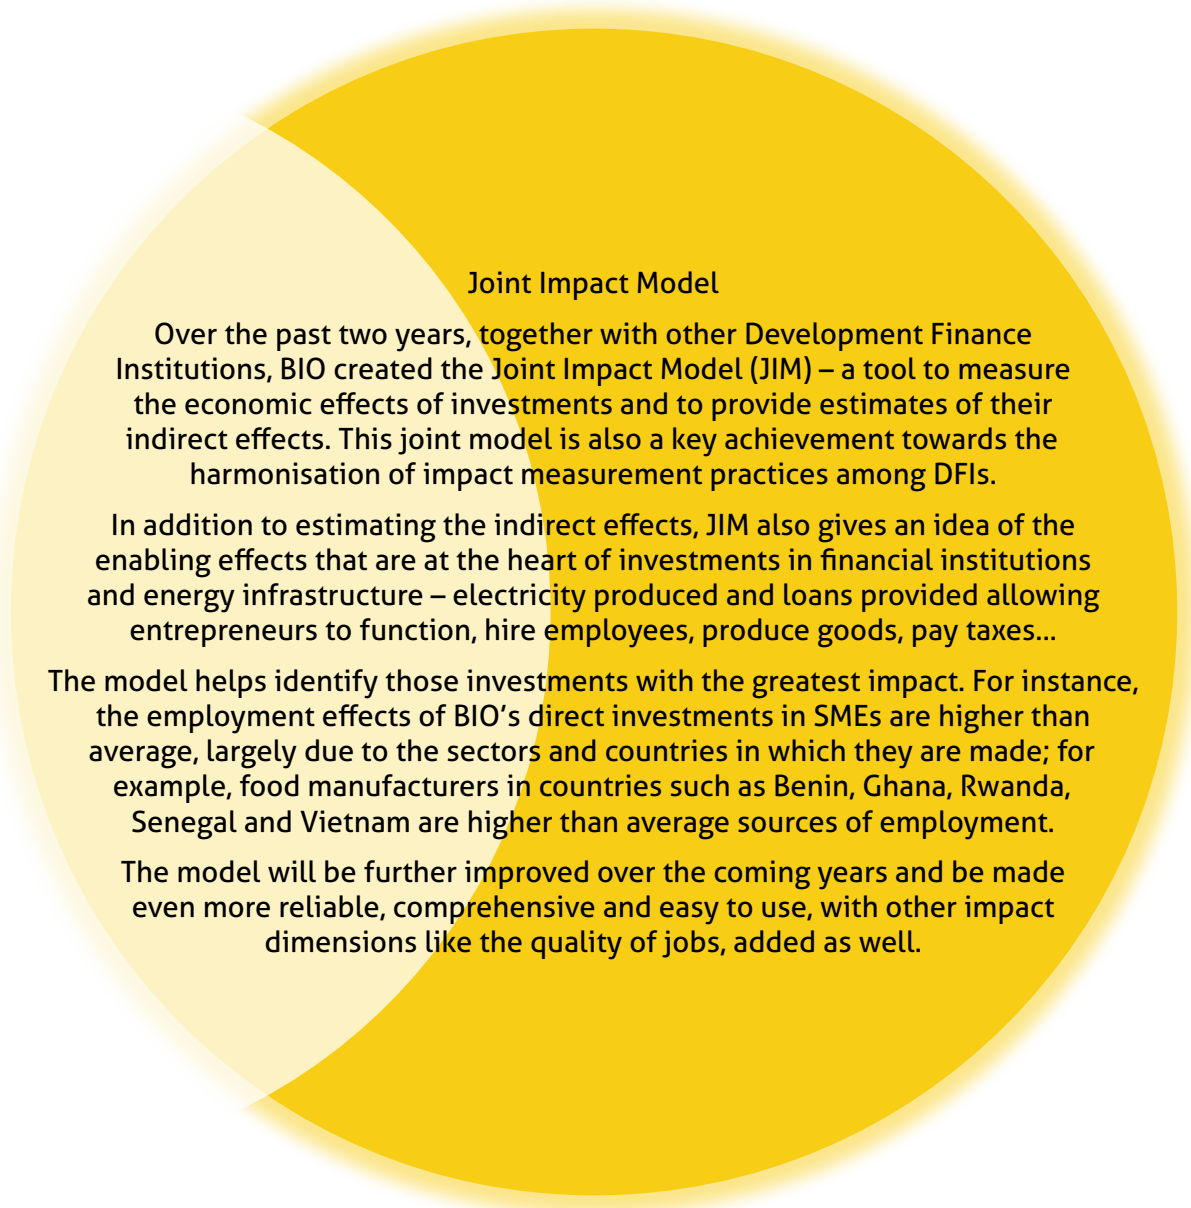 Joint Impact Model
Over the past two years, together with other Development Finance
Institutions, BIO created the Joint Impact Model (JIM) – a tool to measure
the economic effects of investments and to provide estimates of their
indirect effects. This joint model is also a key achievement towards the
harmonisation of impact measurement practices among DFIs.
In addition to estimating the indirect effects, JIM also gives an idea of the
enabling effects that are at the heart of investments in financial institutions
and energy infrastructure – electricity produced and loans provided allowing
entrepreneurs to function, hire employees, produce goods, pay taxes...
The model helps identify those investments with the greatest impact. For instance,
the employment effects of BIO’s direct investments in SMEs are higher than
average, largely due to the sectors and countries in which they are made; for
example, food manufacturers in countries such as Benin, Ghana, Rwanda,
Senegal and Vietnam are higher than average sources of employment.
The model will be further improved over the coming years and be made
even more reliable, comprehensive and easy to use, with other impact
dimensions like the quality of jobs, added as well.